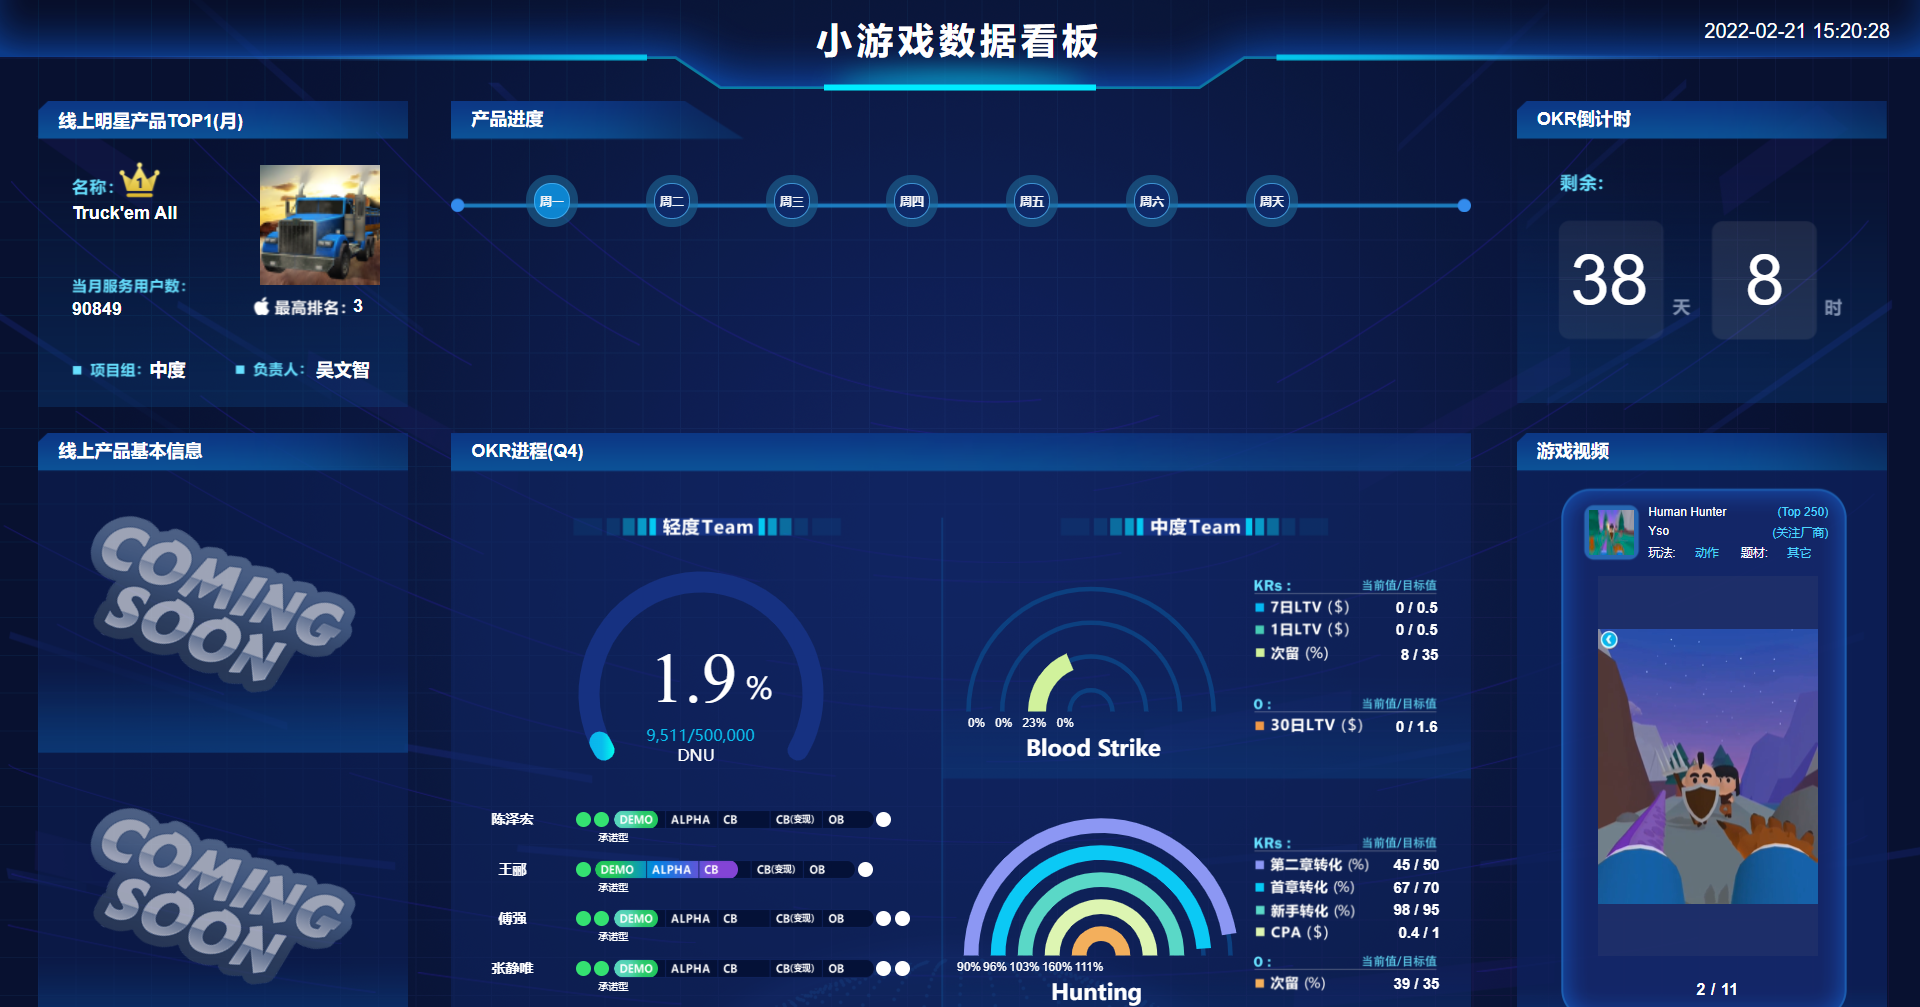 小游戏数据看板
2022-02-21 15:20:28
线上明星产品TOP1(月)
名称:
1
Truck'em All
当月服务用户数:
90849
最高排名: 3
项目组: 中度
负责人: 吴文智
产品进度
周一
周二
周三
周四
周五
周六
周天
OKR倒计时
剩余:
38 天 8 时
线上产品基本信息
COMING
SOON
COMING
SOON
OKR进程(Q4)
轻度Team
1.9 %
9,511/500,000
DNU
陈泽宏 DEMO ALPHA CB CB(变现) OB
承诺型
王郦 DEMO ALPHA CB CB(变现) OB
承诺型
傅强 DEMO ALPHA CB CB(变现) OB
承诺型
张静唯 DEMO ALPHA CB CB(变现) OB
承诺型
中度Team
0% 0% 23% 0%
Blood Strike
KRs : 当前值/目标值
7日LTV ($) 0 / 0.5
1日LTV ($) 0 / 0.5
次留 (%) 8 / 35
O : 当前值/目标值
30日LTV ($) 0 / 1.6
90% 96% 103% 160% 111%
Hunting
KRs : 当前值/目标值
第二章转化 (%) 45 / 50
首章转化 (%) 67 / 70
新手转化 (%) 98 / 95
CPA ($) 0.4 / 1
O : 当前值/目标值
次留 (%) 39 / 35
游戏视频
Human Hunter (Top 250)
Yso (关注厂商)
玩法: 动作 题材: 其它
2 / 11